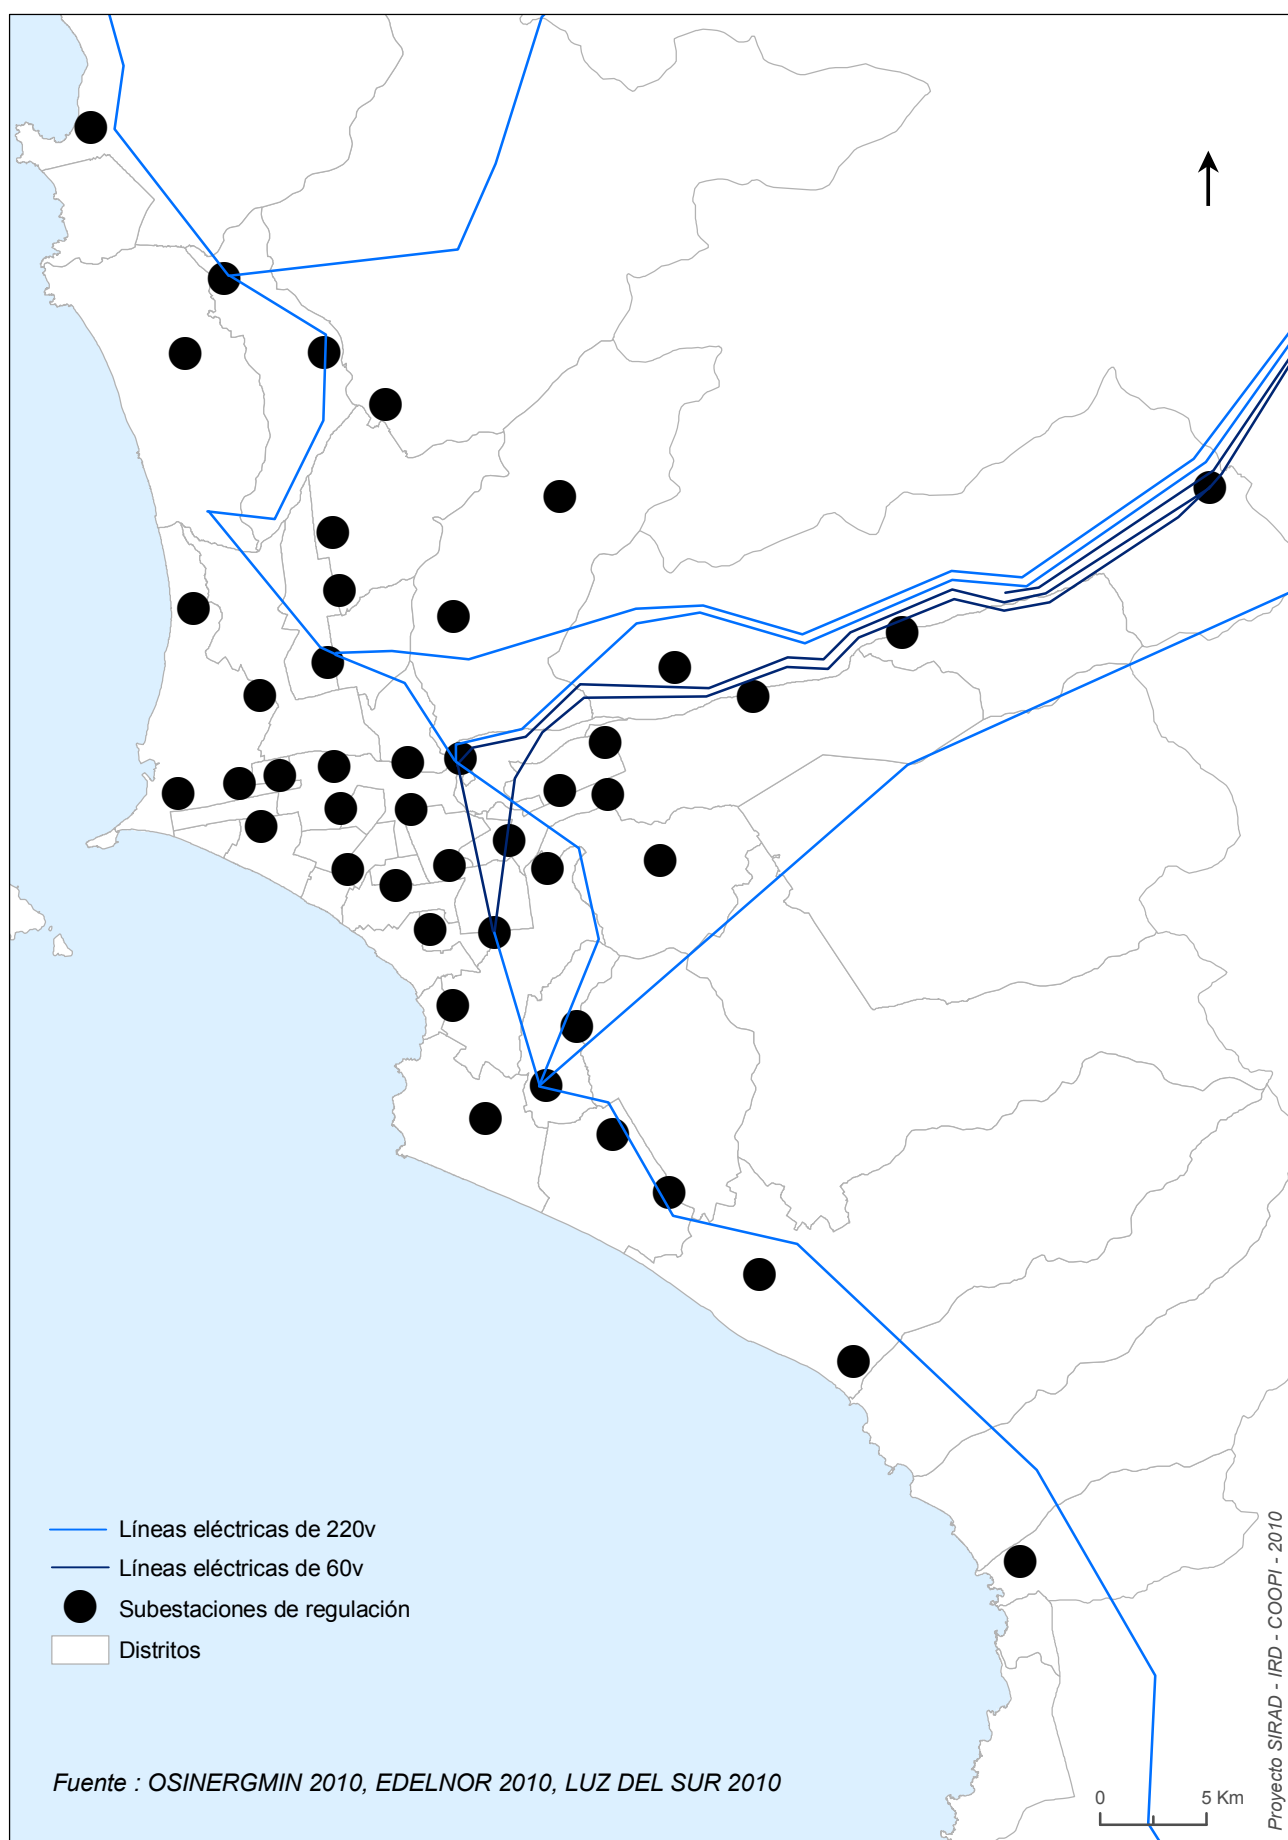 Líneas eléctricas de 220v
Líneas eléctricas de 60v
Subestaciones de regulación
Distritos
Fuente : OSINERGMIN 2010, EDELNOR 2010, LUZ DEL SUR 2010
0 5 Km
Proyecto SIRAD - IRD - COOPI - 2010